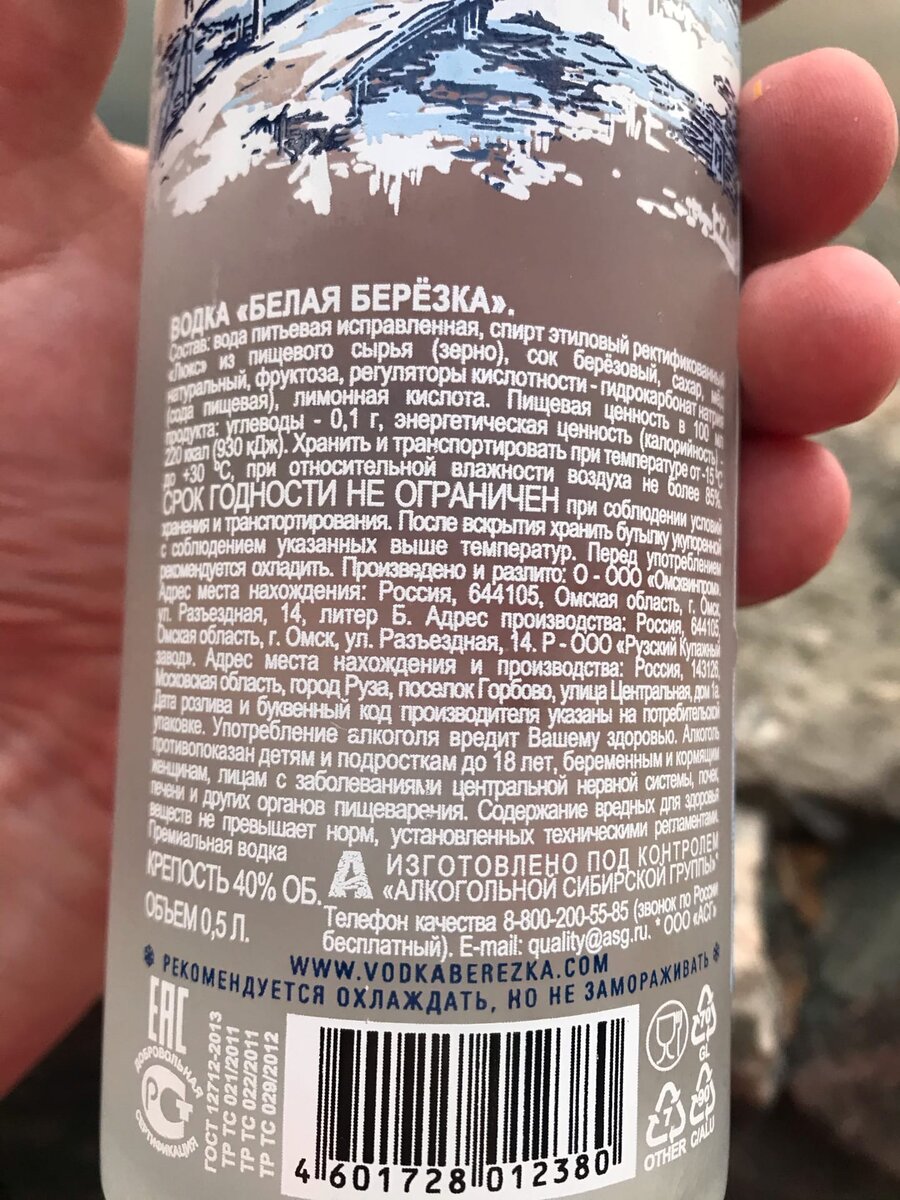 ВОДКА «БЕЛАЯ БЕРЁЗКА».
Состав: вода питьевая исправленная, спирт этиловый ректификованный
«Люкс» из пищевого сырья (зерно), сок берёзовый, сахар, мёд
натуральный, фруктоза, регуляторы кислотности - гидрокарбонат натрия
(сода пищевая), лимонная кислота. Пищевая ценность в 100 мл
продукта: углеводы - 0,1 г, энергетическая ценность (калорийность) -
220 ккал (930 кДж). Хранить и транспортировать при температуре от -15 °С
до +30 °С, при относительной влажности воздуха не более 85%.
СРОК ГОДНОСТИ НЕ ОГРАНИЧЕН при соблюдении условий
хранения и транспортирования. После вскрытия хранить бутылку укупоренной
с соблюдением указанных выше температур. Перед употреблением
рекомендуется охладить. Произведено и разлито: О - ООО «Омсквинпром».
Адрес места нахождения: Россия, 644105, Омская область, г. Омск,
ул. Разъездная, 14, литер Б. Адрес производства: Россия, 644105,
Омская область, г. Омск, ул. Разъездная, 14. Р - ООО «Рузский Купажный
завод». Адрес места нахождения и производства: Россия, 143126,
Московская область, город Руза, поселок Горбово, улица Центральная, дом 1а.
Дата розлива и буквенный код производителя указаны на потребительской
упаковке. Употребление алкоголя вредит Вашему здоровью. Алкоголь
противопоказан детям и подросткам до 18 лет, беременным и кормящим
женщинам, лицам с заболеваниями центральной нервной системы, почек,
печени и других органов пищеварения. Содержание вредных для здоровья
веществ не превышает норм, установленных техническими регламентами.
Премиальная водка
КРЕПОСТЬ 40% ОБ.
ОБЪЕМ 0,5 Л.
ИЗГОТОВЛЕНО ПОД КОНТРОЛЕМ
«АЛКОГОЛЬНОЙ СИБИРСКОЙ ГРУППЫ»*
Телефон качества 8-800-200-55-85 (звонок по России
бесплатный). E-mail: quality@asg.ru. * ООО «АСГ»
WWW.VODKABEREZKA.COM
РЕКОМЕНДУЕТСЯ ОХЛАЖДАТЬ, НО НЕ ЗАМОРАЖИВАТЬ
ЕАС
ДОБРОВОЛЬНАЯ
РСТ
СЕРТИФИКАЦИЯ
ГОСТ 12712-2013
ТР ТС 021/2011
ТР ТС 022/2011
ТР ТС 029/2012
4 601728 012380
70
GL
7
OTHER
90
C/ALU